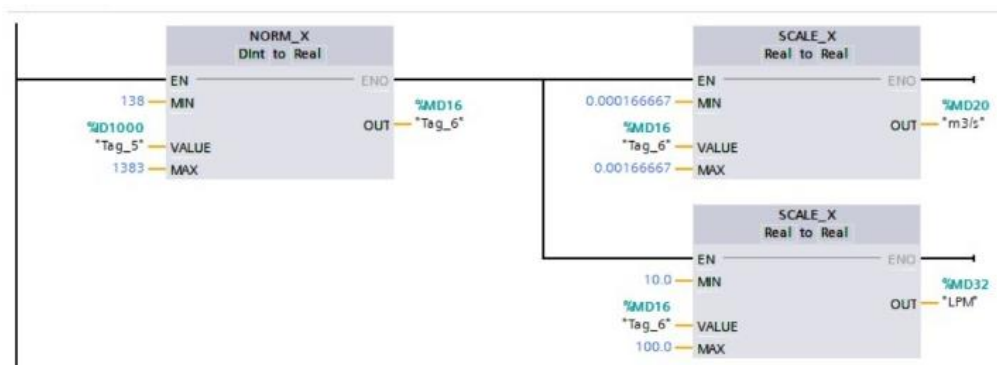 NORM_X
Dint to Real
EN
ENO
138
MIN
%MD16
%ID1000
OUT
"Tag_6"
"Tag_5"
VALUE
1383
MAX
SCALE_X
Real to Real
EN
ENO
0.000166667
MIN
%MD20
%MD16
OUT
"m3/s"
"Tag_6"
VALUE
0.00166667
MAX
SCALE_X
Real to Real
EN
ENO
10.0
MIN
%MD32
%MD16
OUT
"LPM"
"Tag_6"
VALUE
100.0
MAX